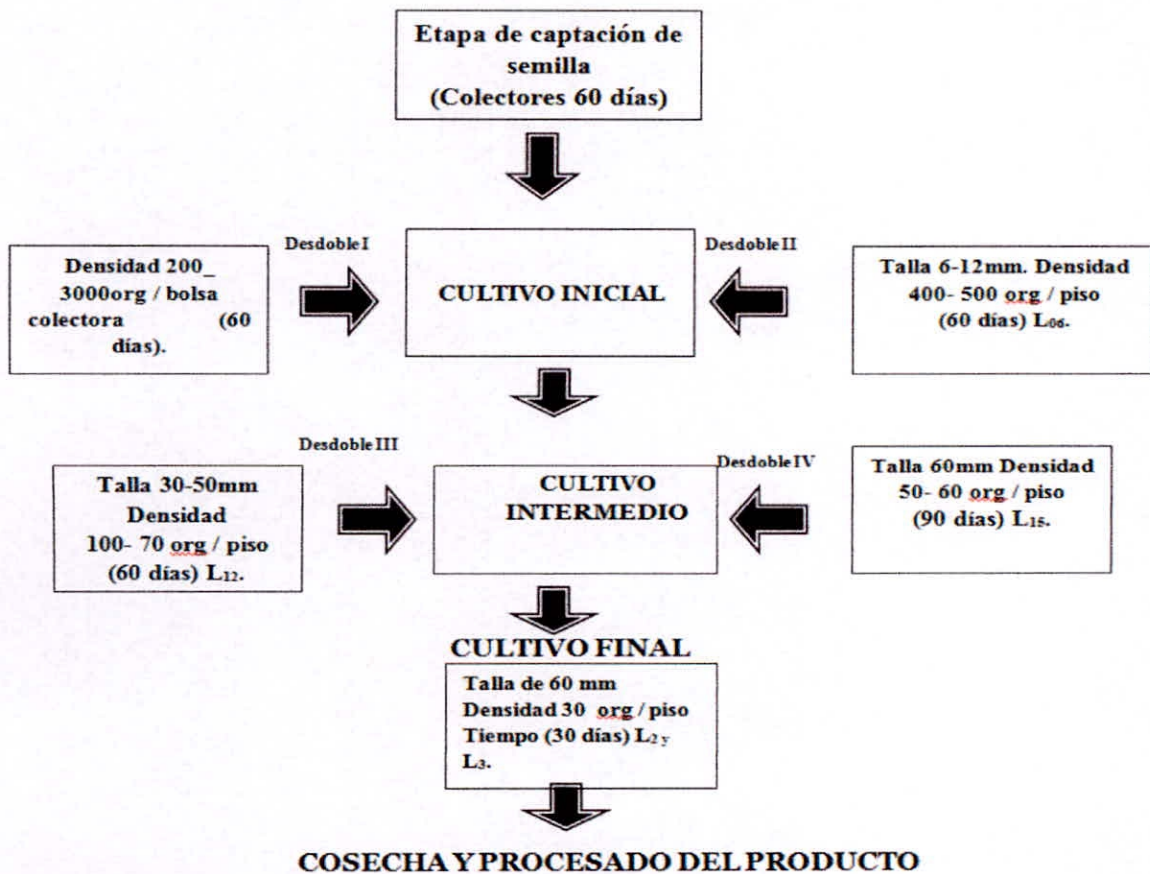 Etapa de captación de
semilla
(Colectores 60 días)
Desdoble I
Densidad 200_
3000org / bolsa
colectora (60
días).
CULTIVO INICIAL
Desdoble II
Talla 6-12mm. Densidad
400- 500 org / piso
(60 días) L06.
Desdoble III
Talla 30-50mm
Densidad
100- 70 org / piso
(60 días) L12.
CULTIVO
INTERMEDIO
Desdoble IV
Talla 60mm Densidad
50- 60 org / piso
(90 días) L15.
CULTIVO FINAL
Talla de 60 mm
Densidad 30 org / piso
Tiempo (30 días) L2 y
L3.
COSECHA Y PROCESADO DEL PRODUCTO